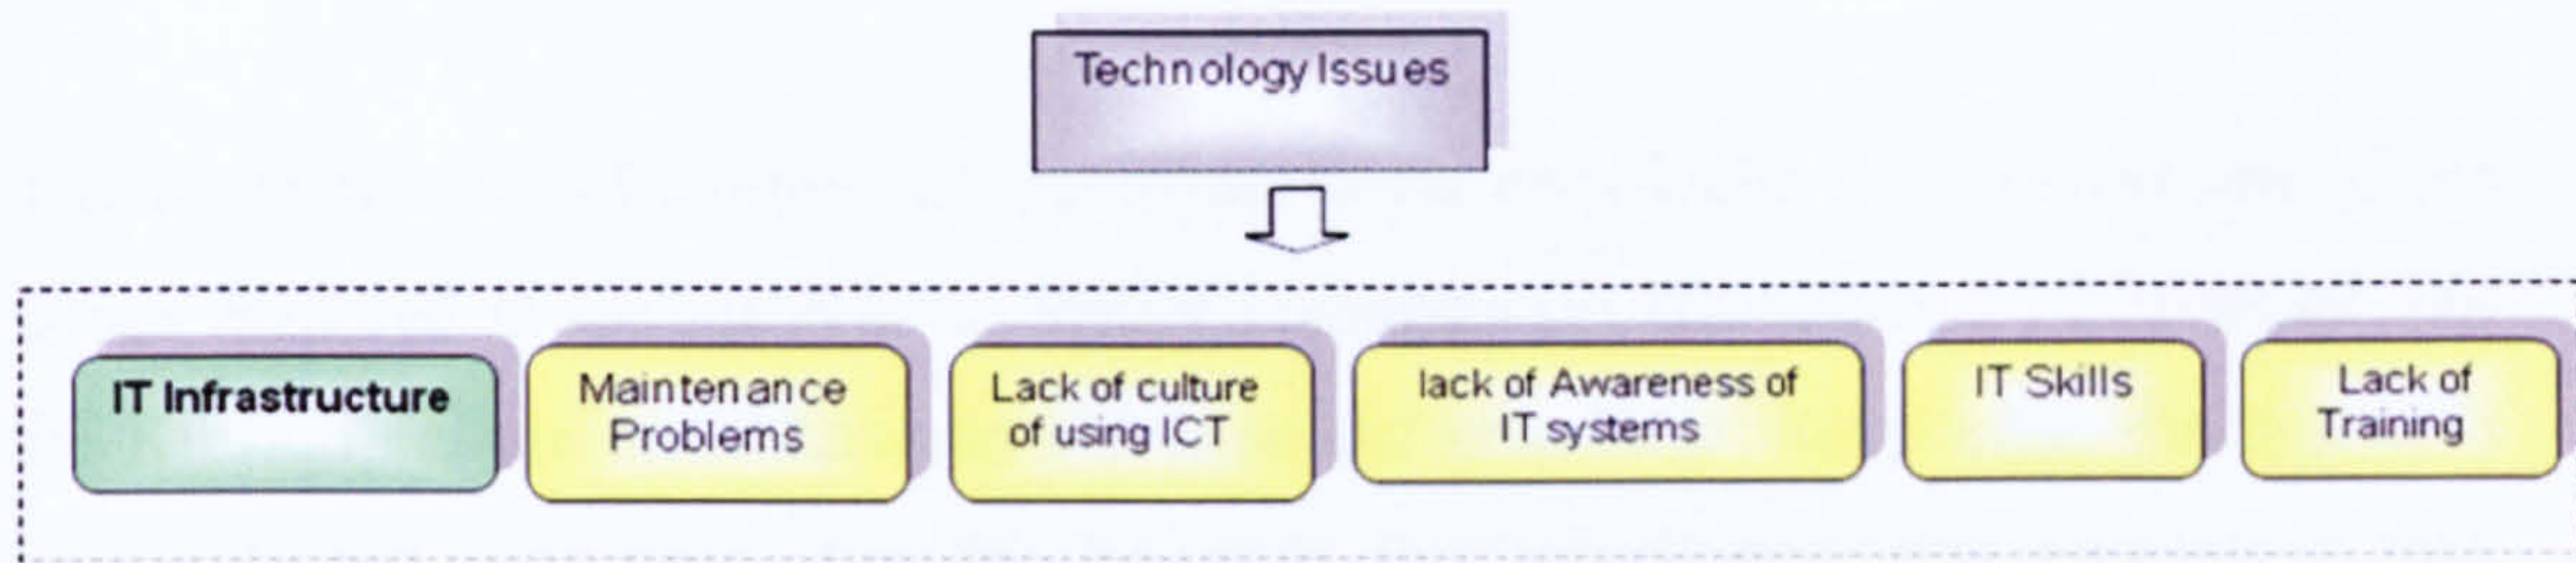 Technology Issues
IT Infrastructure
Maintenance
Problems
Lack of culture
of using ICT
lack of Awareness of
IT systems
IT Skills
Lack of
Training